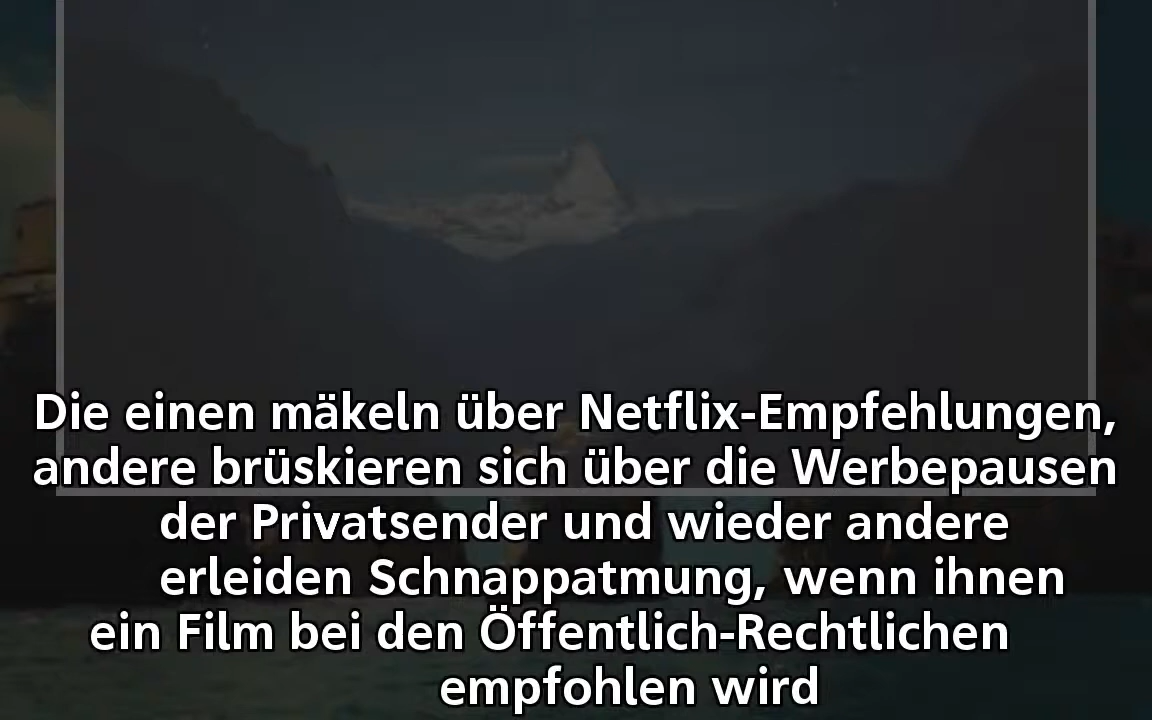 Die einen mäkeln über Netflix-Empfehlungen,
andere brüskieren sich über die Werbepausen
der Privatsender und wieder andere
erleiden Schnappatmung, wenn ihnen
ein Film bei den Öffentlich-Rechtlichen
empfohlen wird